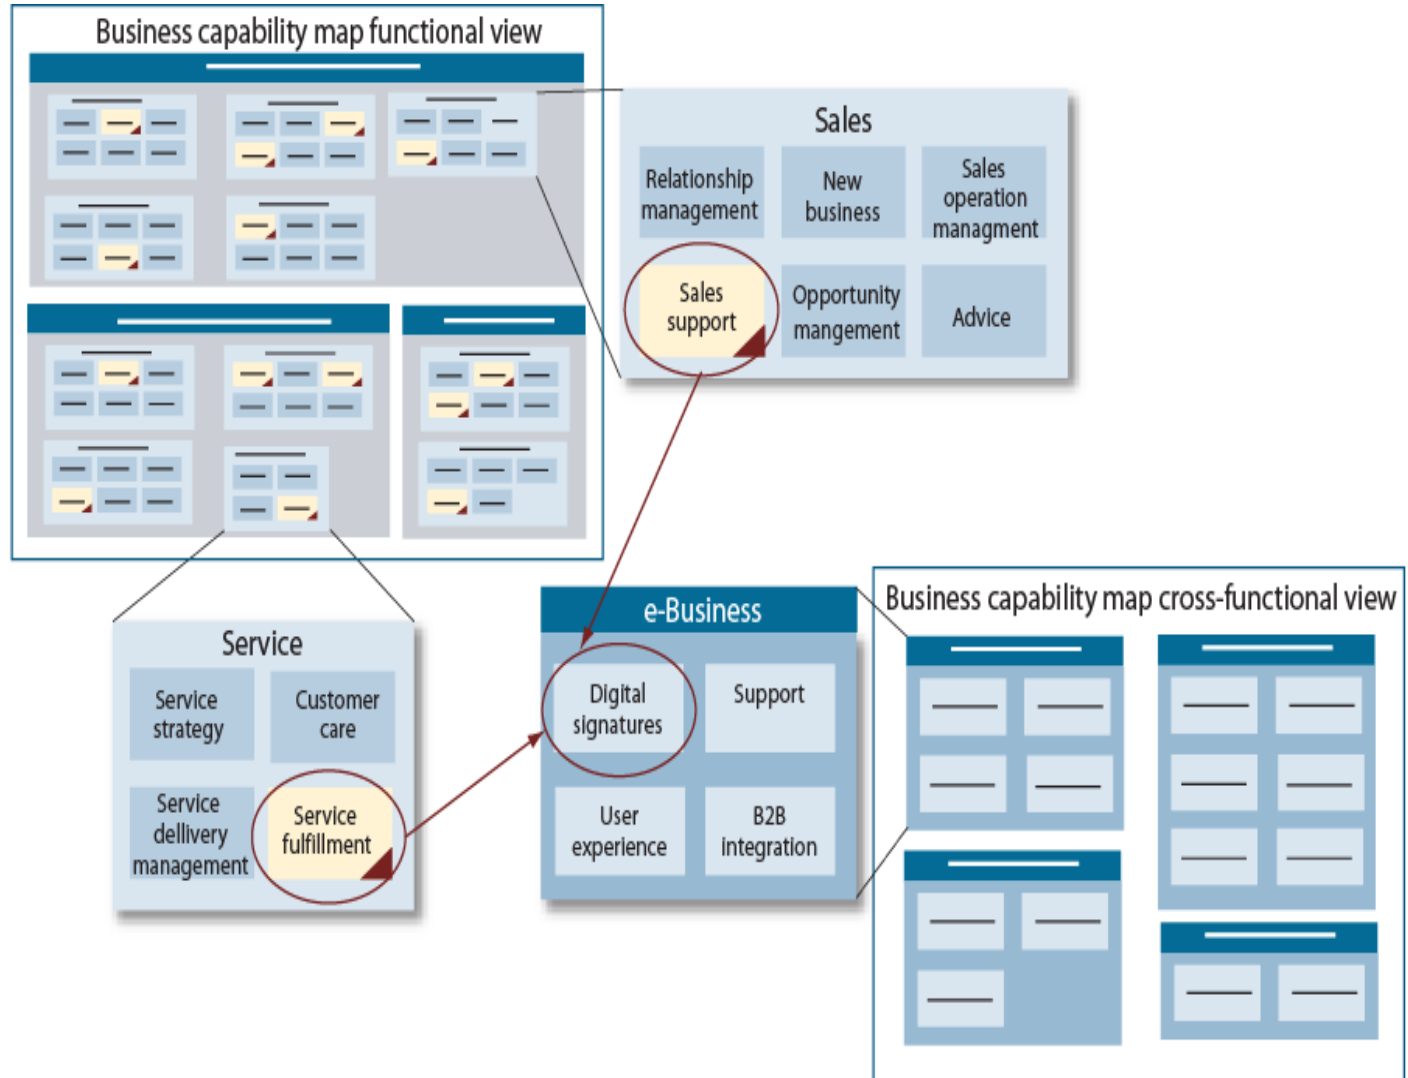 Business capability map functional view
Sales
Relationship
management
New
business
Sales
operation
managment
Sales
support
Opportunity
mangement
Advice
Service
Service
strategy
Customer
care
Service
dellivery
management
Service
fulfillment
e-Business
Digital
signatures
Support
User
experience
B2B
integration
Business capability map cross-functional view